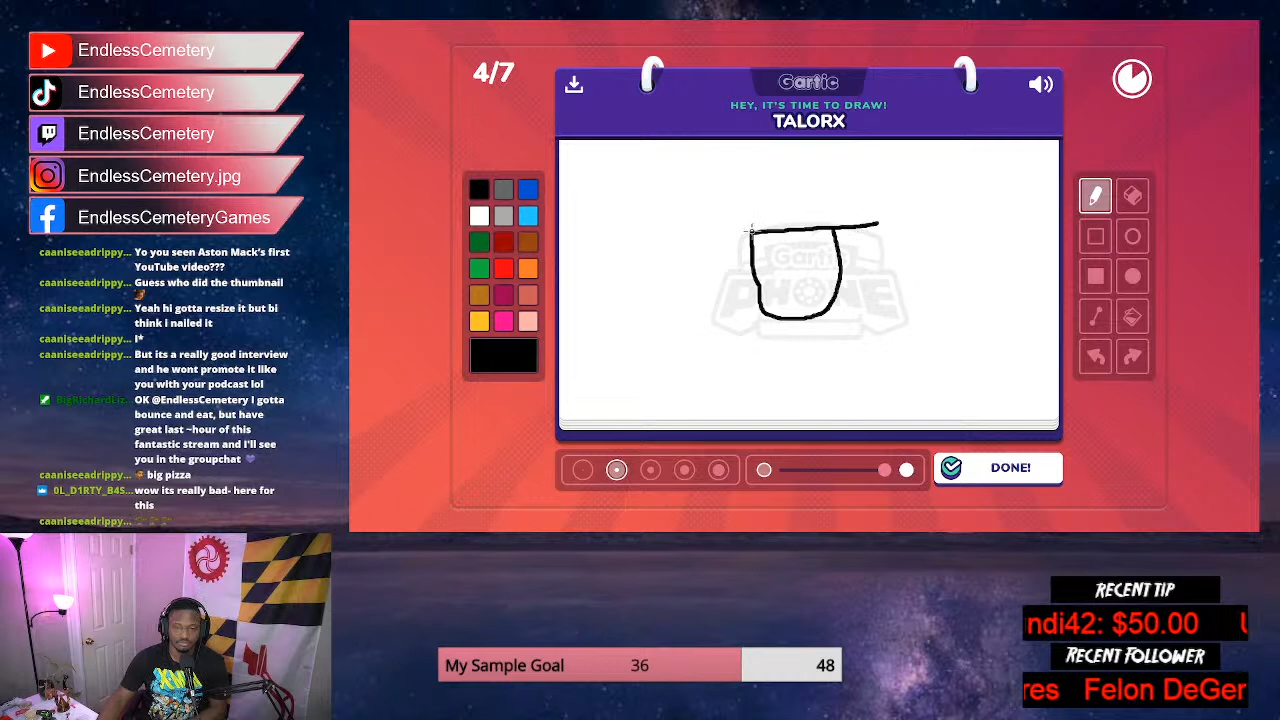 EndlessCemetery
EndlessCemetery
EndlessCemetery
EndlessCemetery.jpg
EndlessCemeteryGames
caaniseeadrippy... Yo you seen Aston Mack's first
YouTube video???
caaniseeadrippy... Guess who did the thumbnail
caaniseeadrippy... Yeah hi gotta resize it but bi
think i nailed it
caaniseeadrippy... I*
caaniseeadrippy... But its a really good interview
and he wont promote it like
you with your podcast lol
BigRichardLiz... OK @EndlessCemetery I gotta
bounce and eat, but have
great last ~hour of this
fantastic stream and I'll see
you in the groupchat
caaniseeadrippy... big pizza
0L_D1RTY_B4S... wow its really bad- here for
this
caaniseeadrippy...
4/7
Gartic
HEY, IT'S TIME TO DRAW!
TALORX
Gartic
PHONE
DONE!
My Sample Goal 36 48
RECENT TIP
ndi42: $50.00
RECENT FOLLOWER
res Felon DeGer